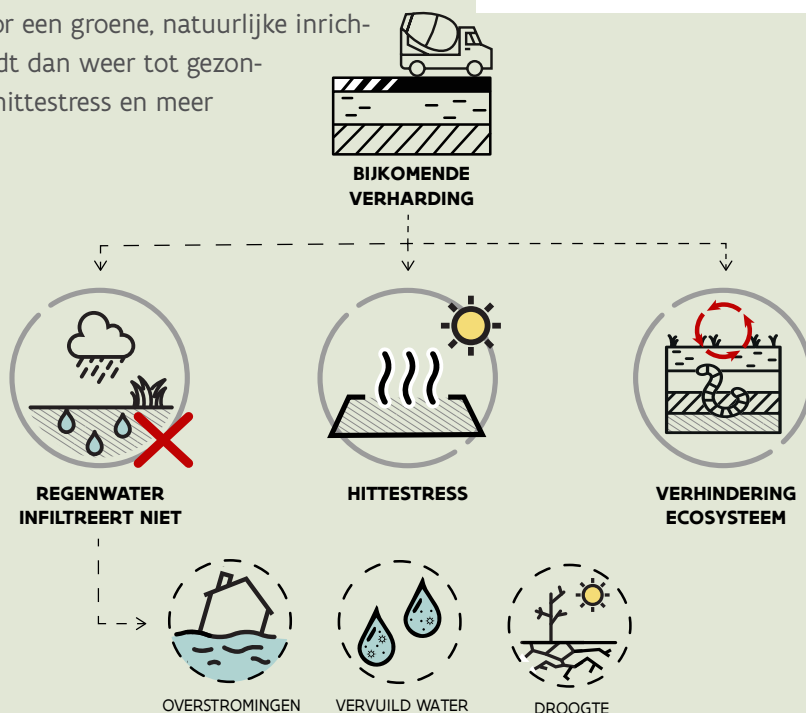 or een groene, natuurlijke inrich-
dt dan weer tot gezon-
hittestress en meer
BIJKOMENDE
VERHARDING
REGENWATER
INFILTREERT NIET
HITTESTRESS
VERHINDERING
ECOSYSTEEM
OVERSTROMINGEN
VERVUILD WATER
DROOGTE